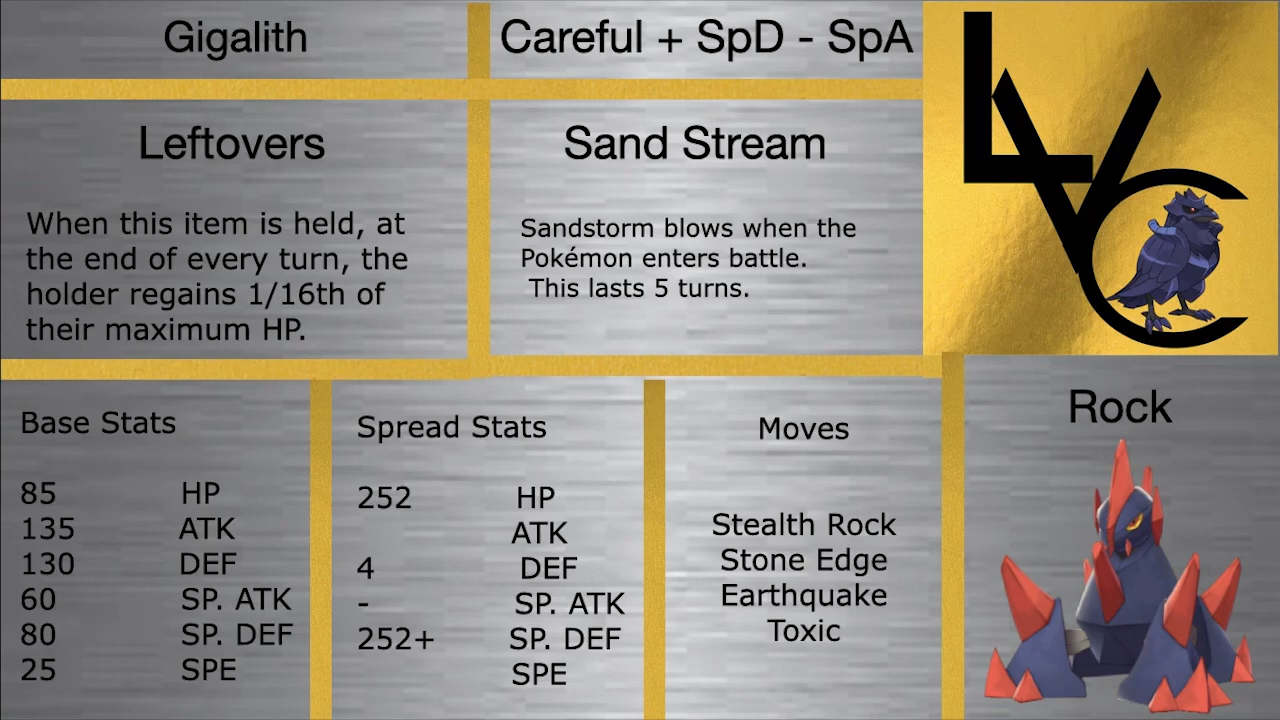 Gigalith
Careful + SpD - SpA
LVC
Leftovers
When this item is held, at
the end of every turn, the
holder regains 1/16th of
their maximum HP.
Sand Stream
Sandstorm blows when the
Pokémon enters battle.
This lasts 5 turns.
Base Stats
85 HP
135 ATK
130 DEF
60 SP. ATK
80 SP. DEF
25 SPE
Spread Stats
252 HP
ATK
4 DEF
- SP. ATK
252+ SP. DEF
SPE
Moves
Stealth Rock
Stone Edge
Earthquake
Toxic
Rock